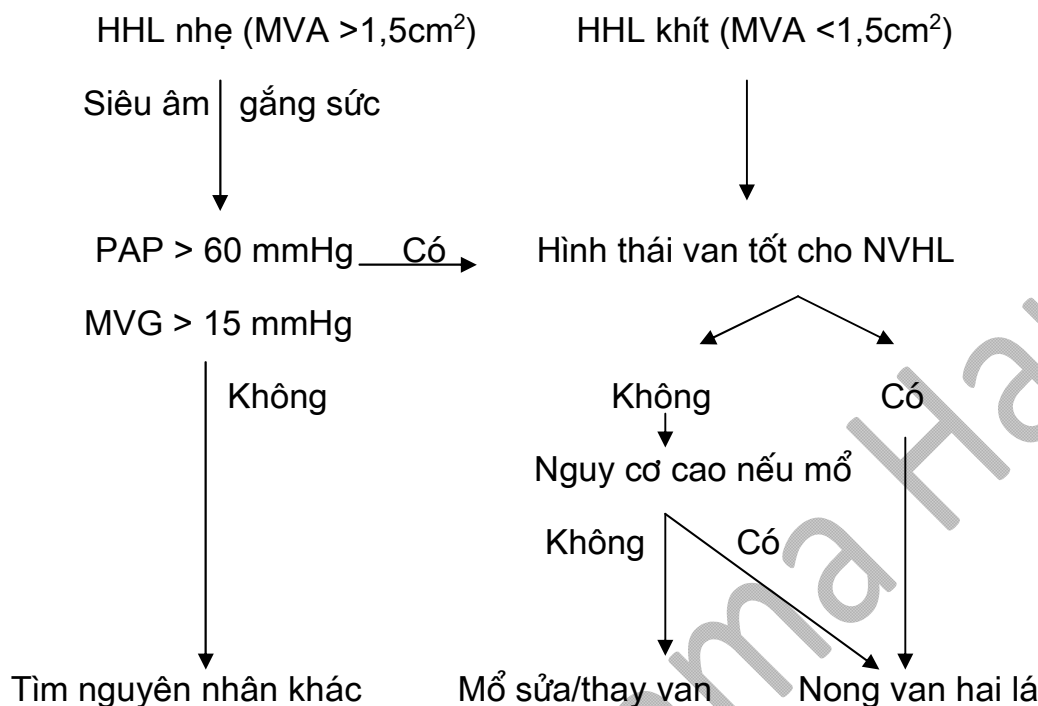 HHL nhẹ (MVA >1,5cm²) HHL khít (MVA <1,5cm²)
Siêu âm gắng sức
PAP > 60 mmHg Có Hình thái van tốt cho NVHL
MVG > 15 mmHg
Không Không Có
Nguy cơ cao nếu mổ
Không Có
Tìm nguyên nhân khác Mổ sửa/thay van Nong van hai lá